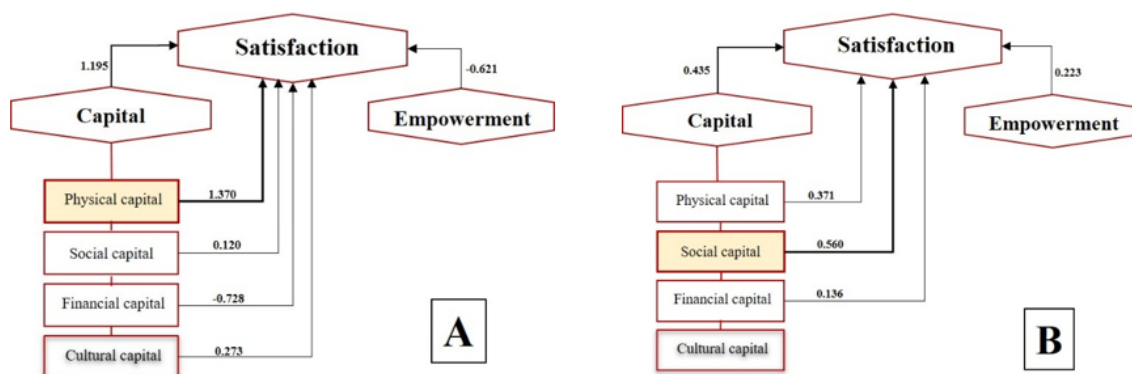 Satisfaction
1.195
-0.621
Capital
Empowerment
Physical capital
1.370
Social capital
0.120
Financial capital
-0.728
Cultural capital
0.273
A
Satisfaction
0.435
0.223
Capital
Empowerment
Physical capital
0.371
Social capital
0.560
Financial capital
0.136
Cultural capital
B